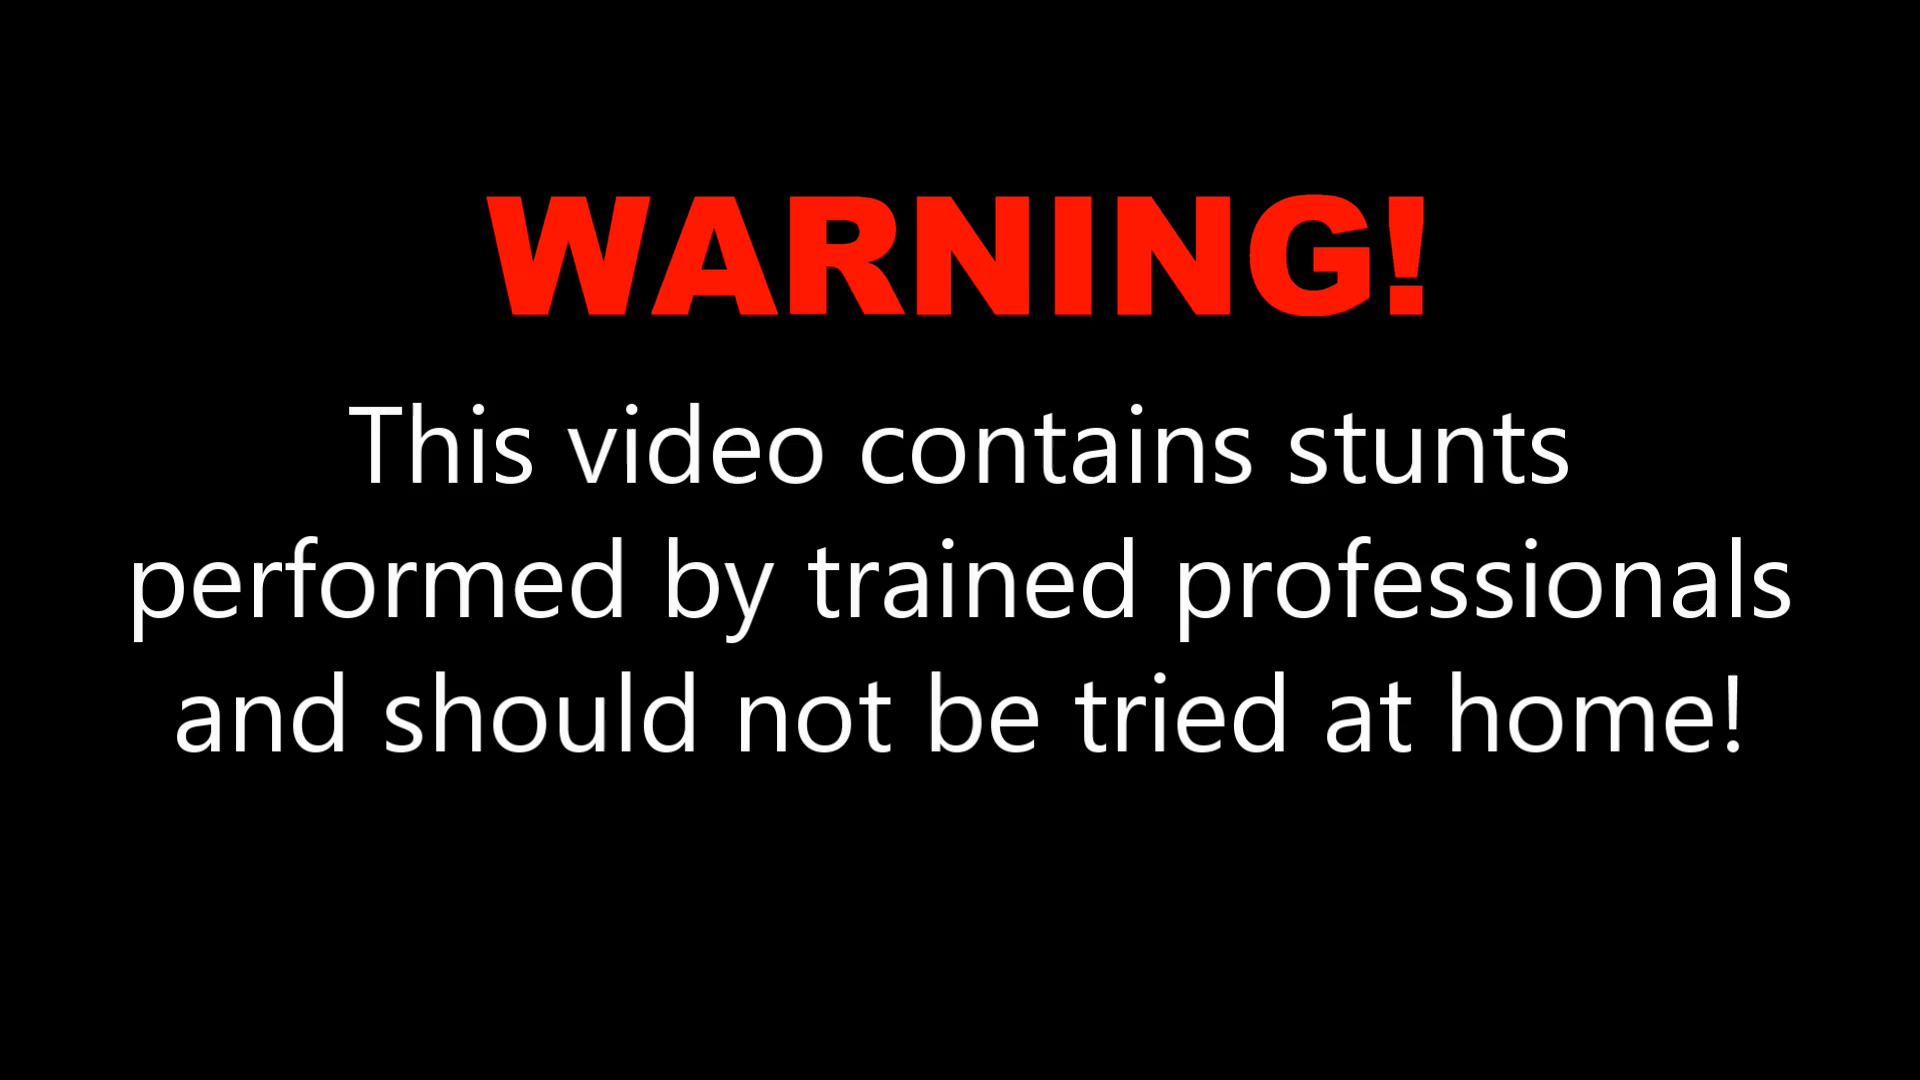 WARNING!
This video contains stunts
performed by trained professionals
and should not be tried at home!